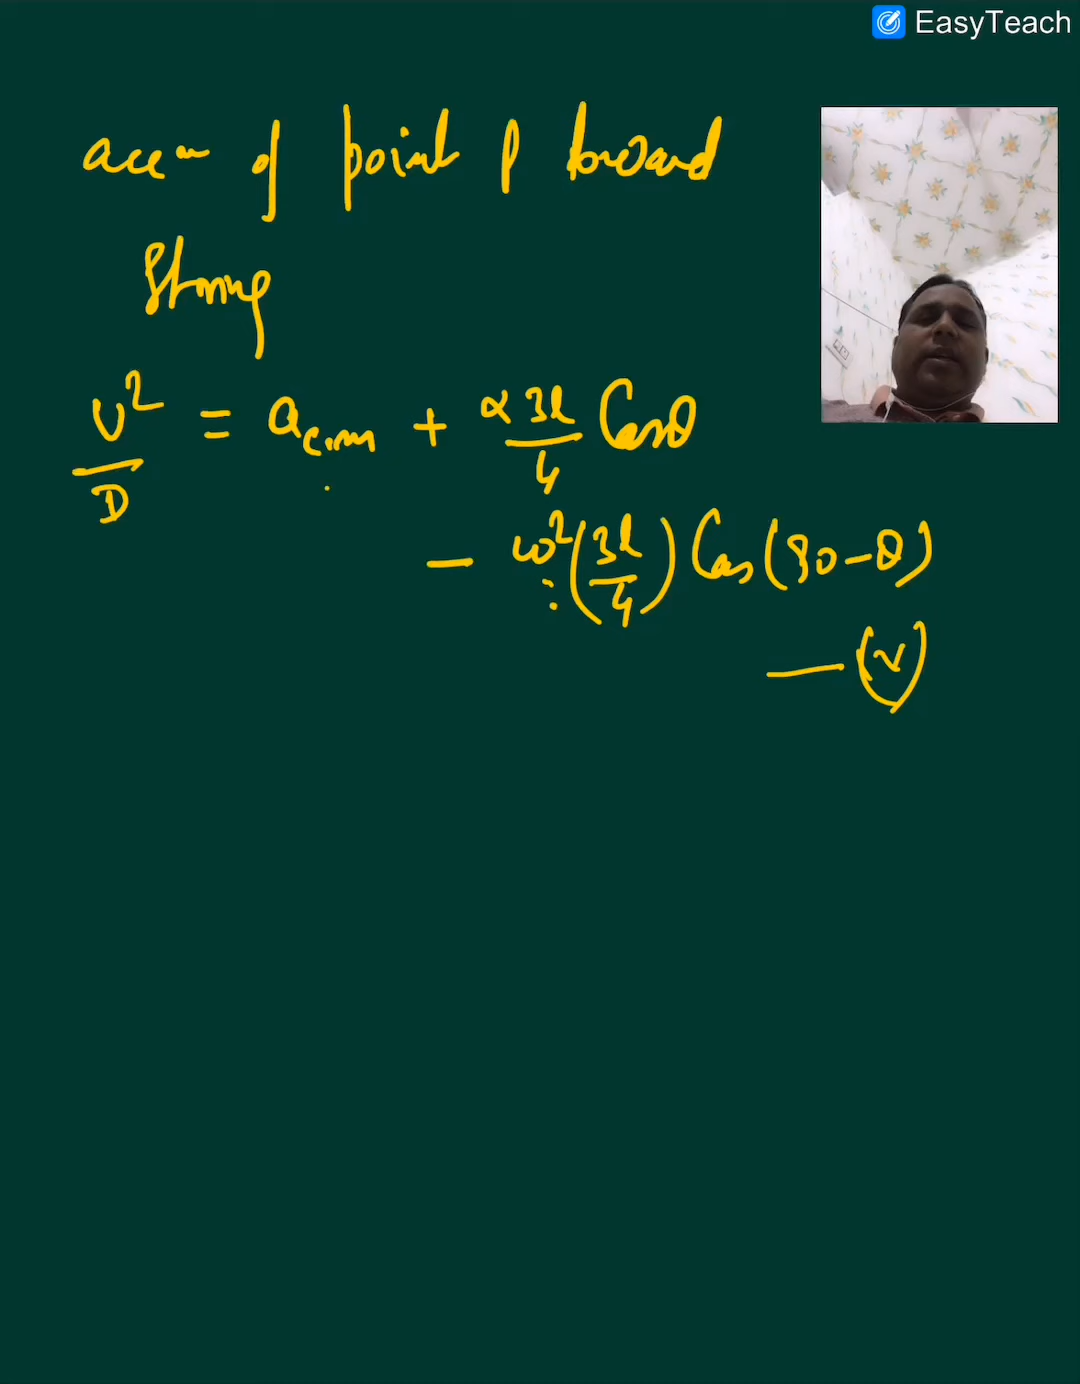 EasyTeach
accⁿ of point P toward
String
v²/D = a_c.m + α 3l/4 Cosθ
− ω²(3l/4) Cos(90−θ)
—(v)